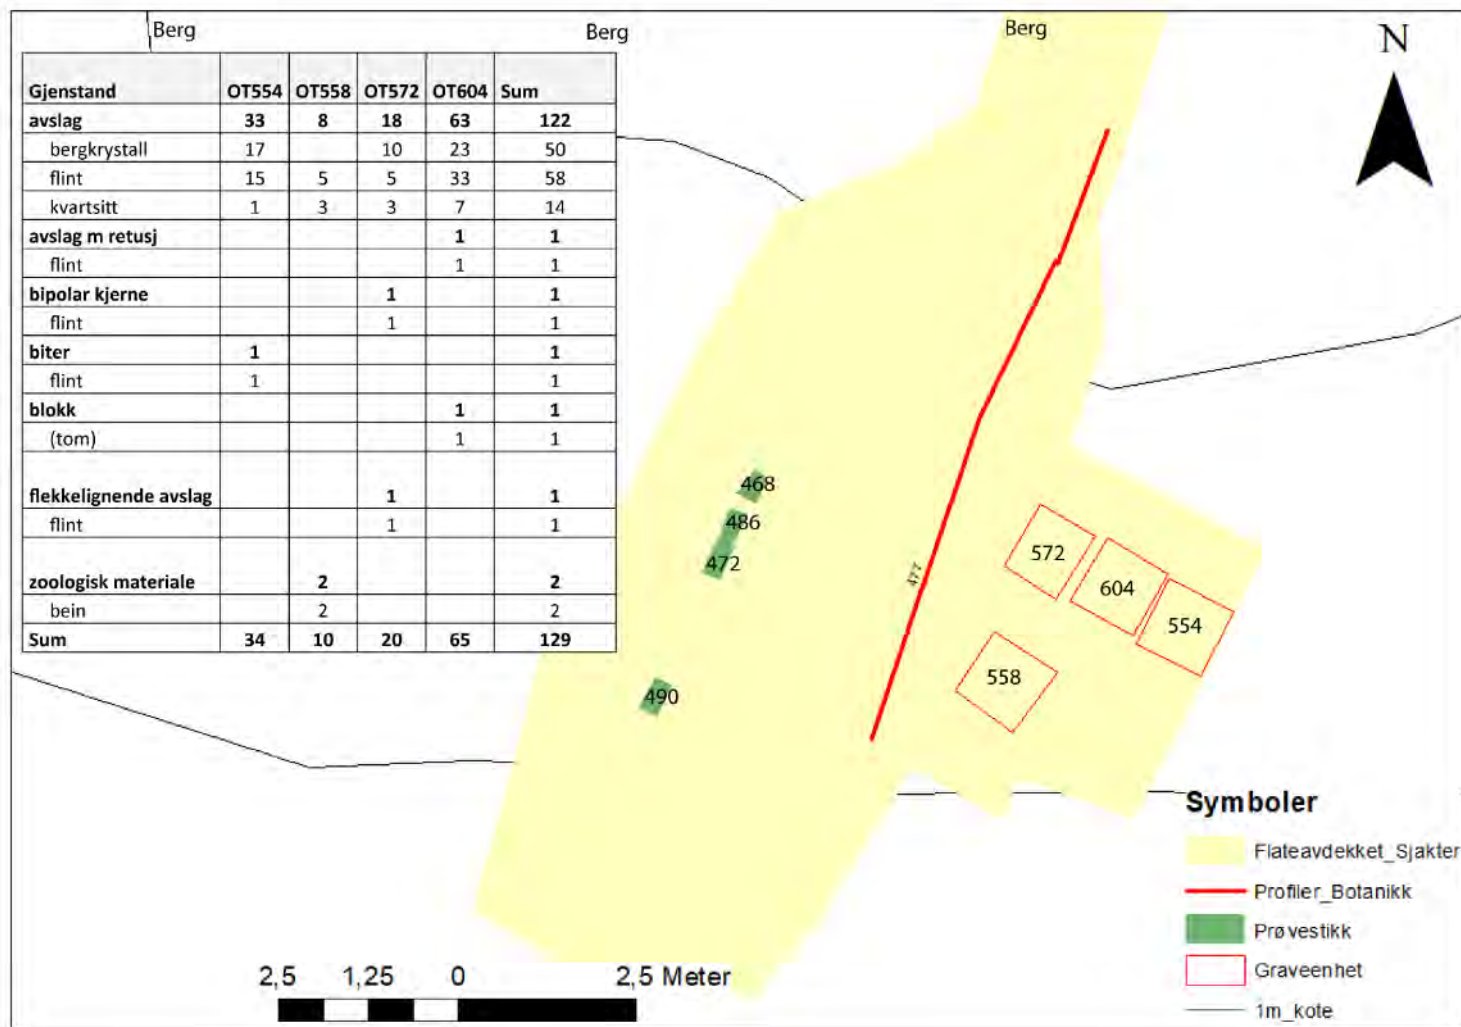 Berg Berg Berg
N
Gjenstand OT554 OT558 OT572 OT604 Sum
avslag 33 8 18 63 122
bergkrystall 17 10 23 50
flint 15 5 5 33 58
kvartsitt 1 3 3 7 14
avslag m retusj 1 1
flint 1 1
bipolar kjerne 1 1
flint 1 1
biter 1 1
flint 1 1
blokk 1 1
(tom) 1 1
flekkelignende avslag 1 1
flint 1 1
zoologisk materiale 2 2
bein 2 2
Sum 34 10 20 65 129
468
486
472
490
477
572
604
554
558
Symboler
Flateavdekket_Sjakter
Profiler_Botanikk
Prøvestikk
Graveenhet
1m_kote
2,5 1,25 0 2,5 Meter